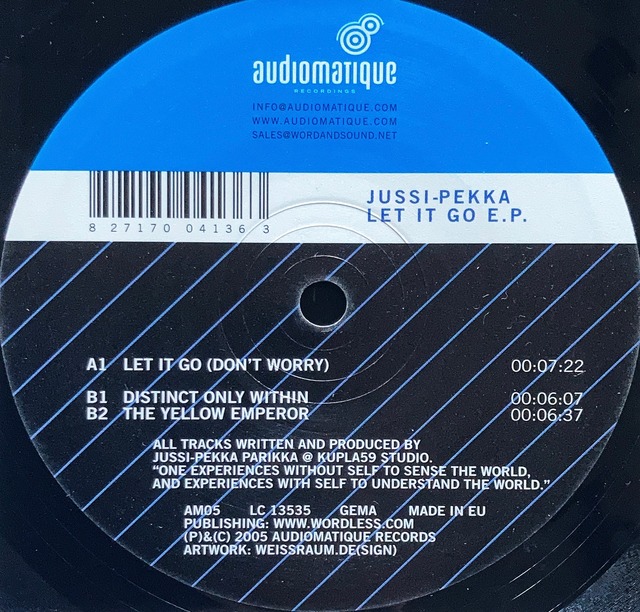 audiomatique
RECORDINGS
INFO@AUDIOMATIQUE.COM
WWW.AUDIOMATIQUE.COM
SALES@WORDANDSOUND.NET
8 27170 04136 3
JUSSI-PEKKA
LET IT GO E.P.
A1 LET IT GO (DON'T WORRY) 00:07:22
B1 DISTINCT ONLY WITHIN 00:06:07
B2 THE YELLOW EMPEROR 00:06:37
ALL TRACKS WRITTEN AND PRODUCED BY
JUSSI-PEKKA PARIKKA @ KUPLA59 STUDIO.
“ONE EXPERIENCES WITHOUT SELF TO SENSE THE WORLD,
AND EXPERIENCES WITH SELF TO UNDERSTAND THE WORLD.”
AM05 LC 13535 GEMA MADE IN EU
PUBLISHING: WWW.WORDLESS.COM
(P)&(C) 2005 AUDIOMATIQUE RECORDS
ARTWORK: WEISSRAUM.DE(SIGN)